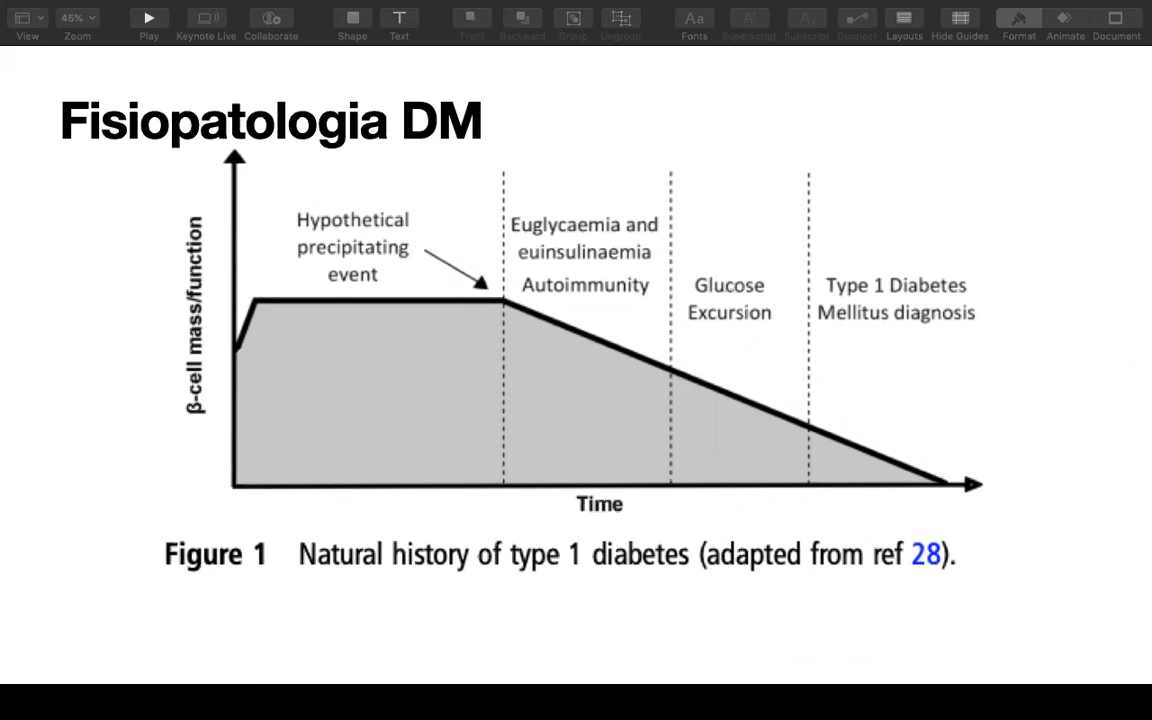 45%
View
Zoom
Play
Keynote Live
Collaborate
Shape
Text
Front
Backward
Group
Ungroup
Fonts
Superscript
Subscript
Connect
Layouts
Hide Guides
Format
Animate
Document
Fisiopatologia DM
β-cell mass/function
Hypothetical
precipitating
event
Euglycaemia and
euinsulinaemia
Autoimmunity
Glucose
Excursion
Type 1 Diabetes
Mellitus diagnosis
Time
Figure 1 Natural history of type 1 diabetes (adapted from ref 28).